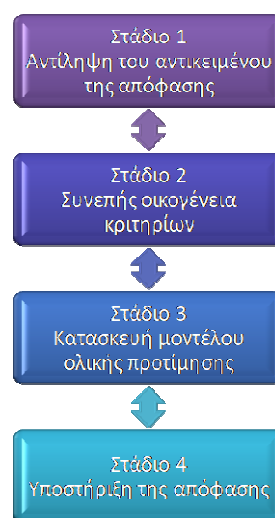 Στάδιο 1
Αντίληψη του αντικειμένου
της απόφασης
Στάδιο 2
Συνεπής οικογένεια
κριτηρίων
Στάδιο 3
Κατασκευή μοντέλου
ολικής προτίμησης
Στάδιο 4
Υποστήριξη της απόφασης